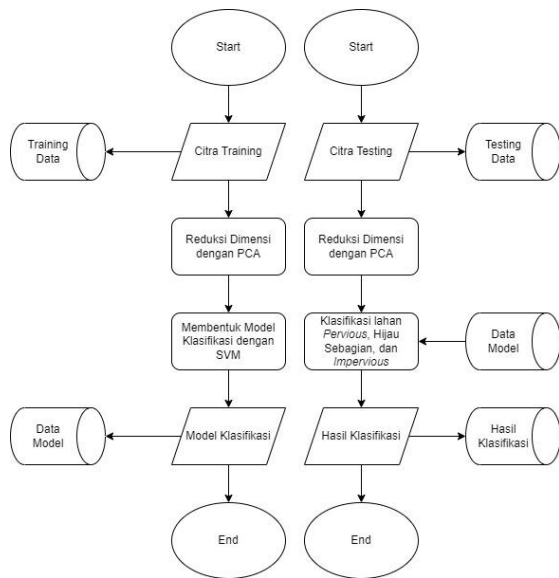 Start
Start
Training
Data
Citra Training
Citra Testing
Testing
Data
Reduksi Dimensi
dengan PCA
Reduksi Dimensi
dengan PCA
Membentuk Model
Klasifikasi dengan
SVM
Klasifikasi lahan
Pervious, Hijau
Sebagian, dan
Impervious
Data
Model
Data
Model
Model Klasifikasi
Hasil Klasifikasi
Hasil
Klasifikasi
End
End